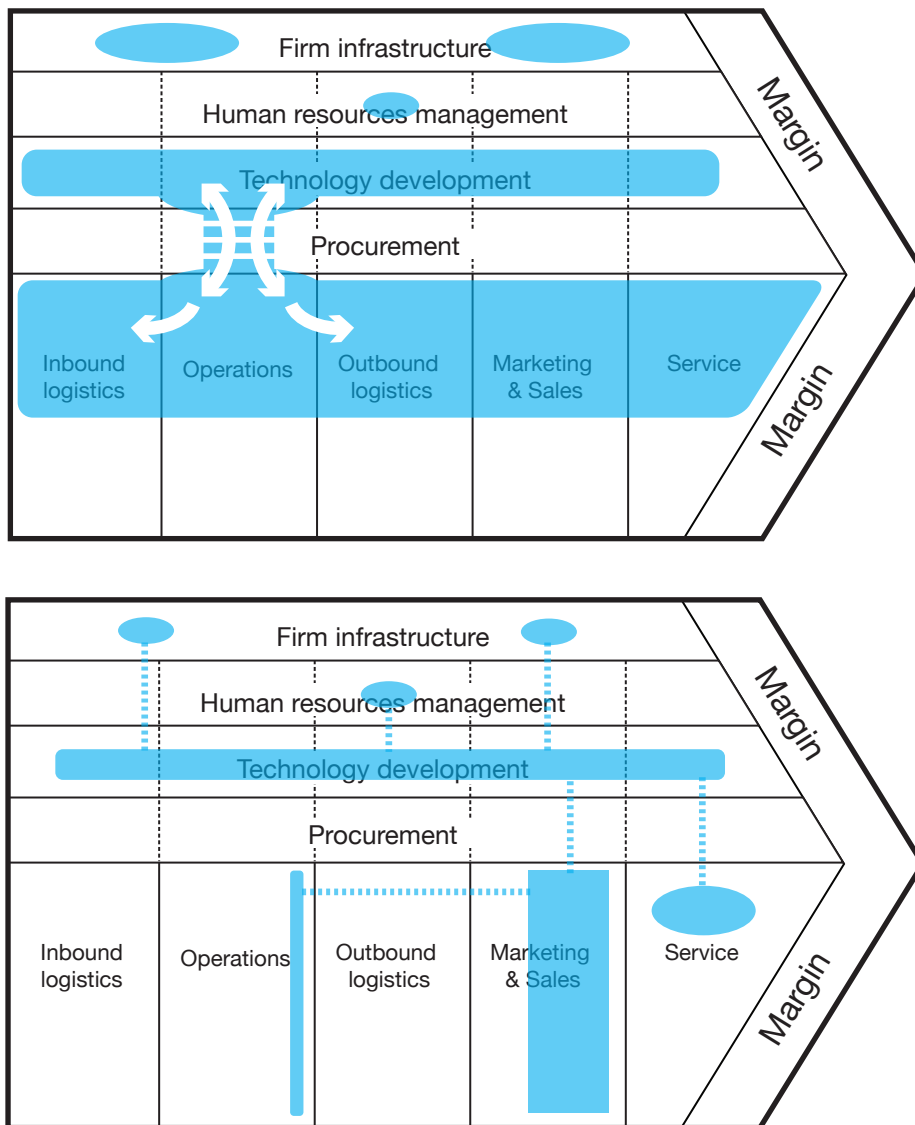 Firm infrastructure
Human resources management
Technology development
Procurement
Margin
Inbound
logistics
Operations
Outbound
logistics
Marketing
& Sales
Service
Margin
Firm infrastructure
Human resources management
Technology development
Procurement
Margin
Inbound
logistics
Operations
Outbound
logistics
Marketing
& Sales
Service
Margin